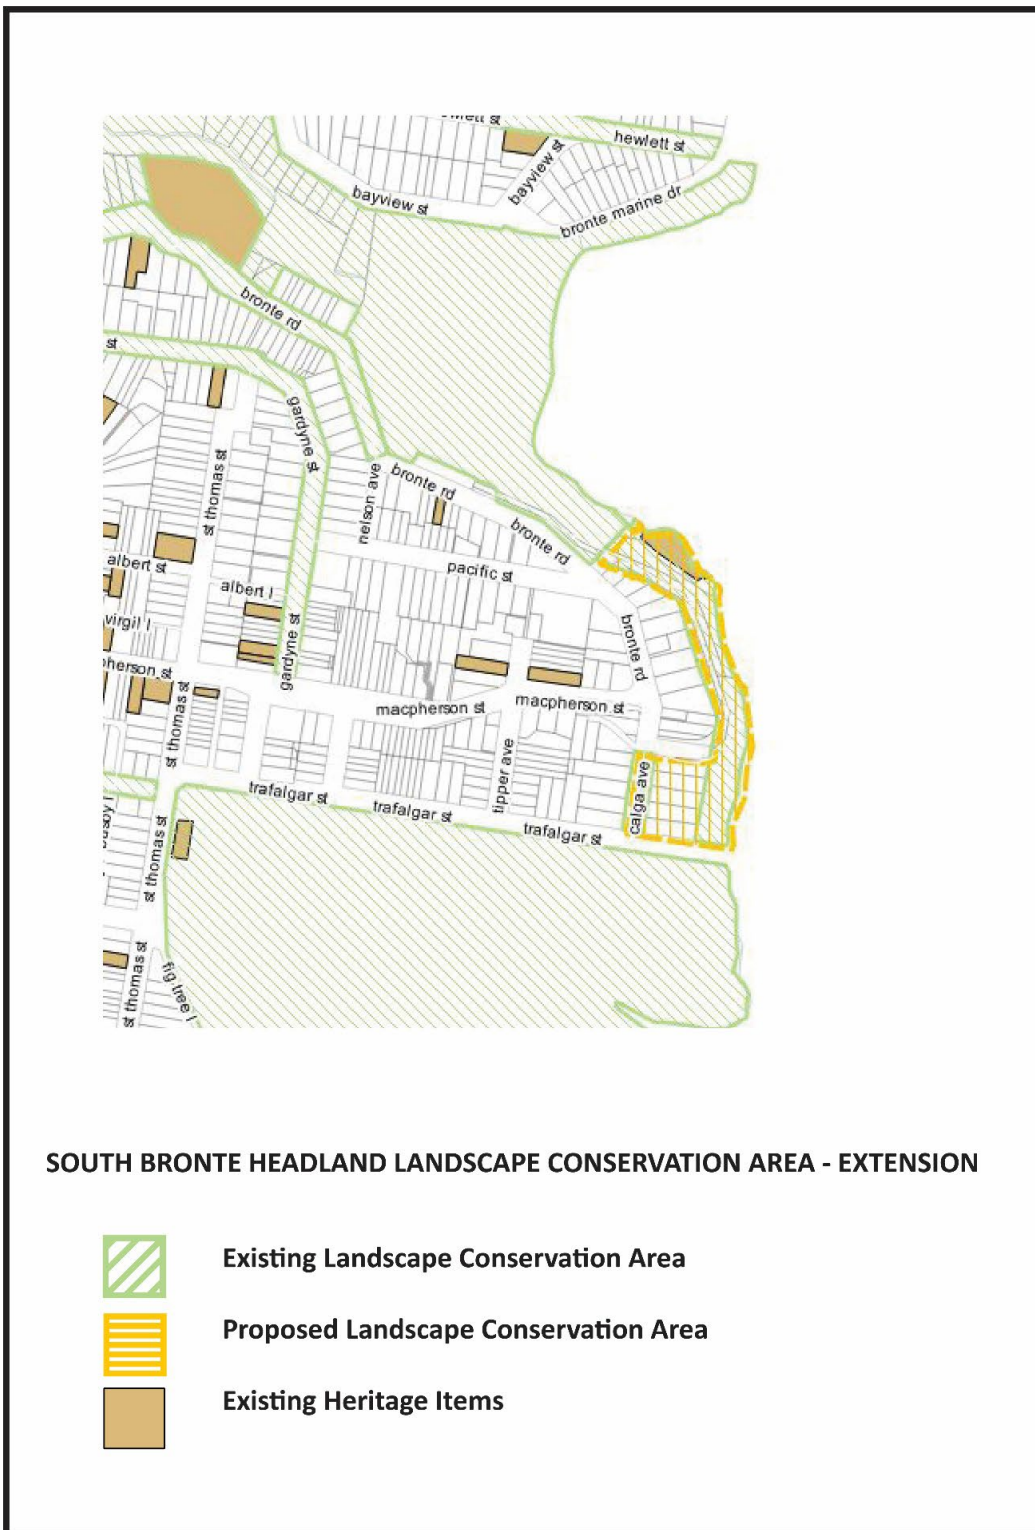 hewlett st
bayview st
bayview st
bronte marine dr
bronte rd
st
gardyne st
st thomas st
nelson ave
bronte rd
bronte rd
albert st
pacific st
albert l
virgil l
bronte rd
gardyne st
pherson st
macpherson st
macpherson st
st thomas st
tipper ave
calga ave
trafalgar st
trafalgar st
trafalgar st
st thomas st
st thomas st
fig tree l
SOUTH BRONTE HEADLAND LANDSCAPE CONSERVATION AREA - EXTENSION
Existing Landscape Conservation Area
Proposed Landscape Conservation Area
Existing Heritage Items